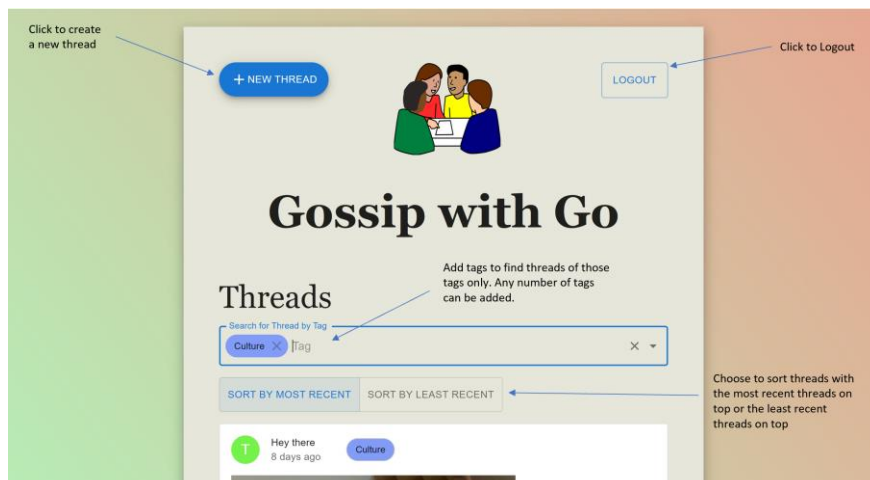 Click to create
a new thread
Click to Logout
+ NEW THREAD
LOGOUT
Gossip with Go
Add tags to find threads of those
tags only. Any number of tags
can be added.
Threads
Search for Thread by Tag
Culture
Tag
SORT BY MOST RECENT
SORT BY LEAST RECENT
Choose to sort threads with
the most recent threads on
top or the least recent
threads on top
T
Hey there
8 days ago
Culture